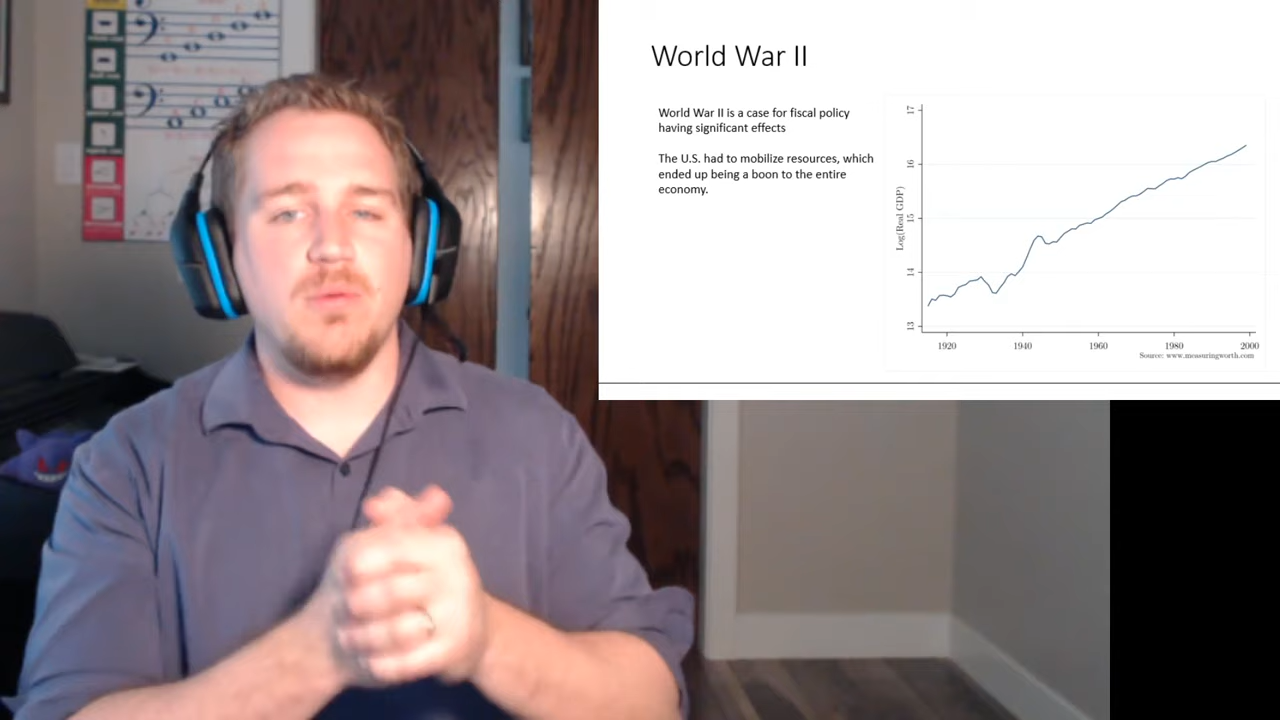 World War II
World War II is a case for fiscal policy
having significant effects
The U.S. had to mobilize resources, which
ended up being a boon to the entire
economy.
17
16
15
14
13
Log(Real GDP)
1920
1940
1960
1980
2000
Source: www.measuringworth.com